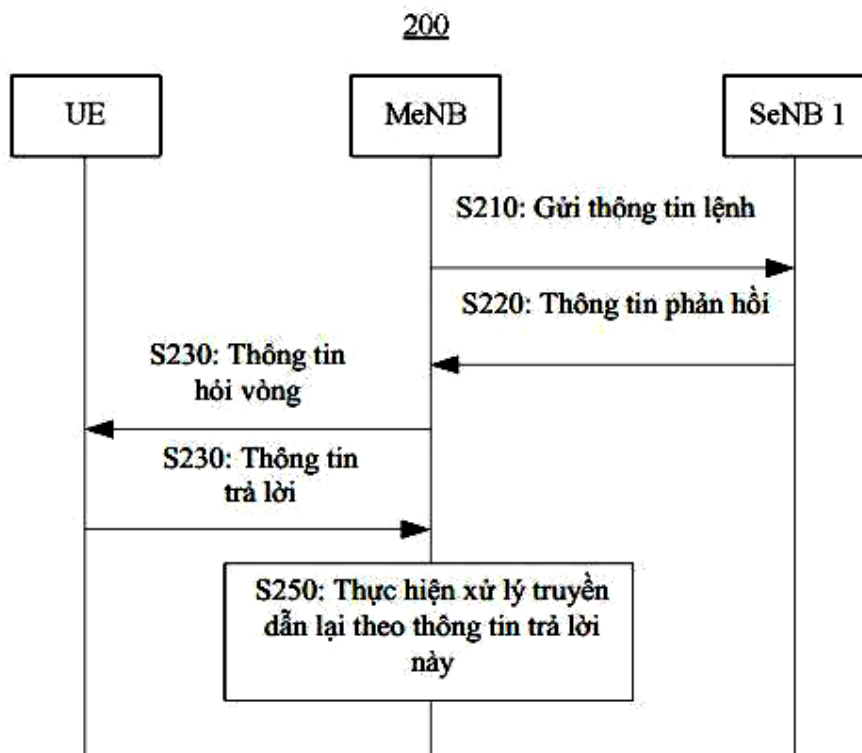 200
UE
MeNB
SeNB 1
S210: Gửi thông tin lệnh
S220: Thông tin phản hồi
S230: Thông tin
hỏi vòng
S230: Thông tin
trả lời
S250: Thực hiện xử lý truyền
dẫn lại theo thông tin trả lời
này